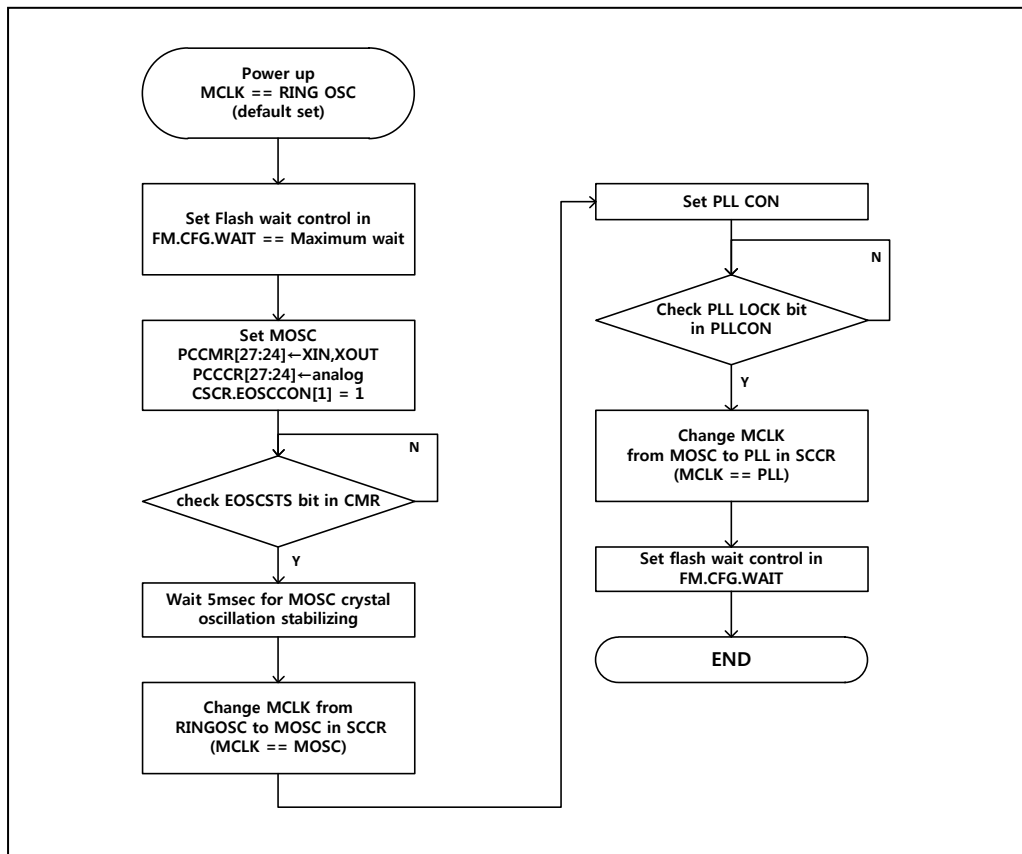 Power up
MCLK == RING OSC
(default set)
Set Flash wait control in
FM.CFG.WAIT == Maximum wait
Set MOSC
PCCMR[27:24]←XIN,XOUT
PCCCR[27:24]←analog
CSCR.EOSCCON[1] = 1
N
check EOSCSTS bit in CMR
Y
Wait 5msec for MOSC crystal
oscillation stabilizing
Change MCLK from
RINGOSC to MOSC in SCCR
(MCLK == MOSC)
Set PLL CON
N
Check PLL LOCK bit
in PLLCON
Y
Change MCLK
from MOSC to PLL in SCCR
(MCLK == PLL)
Set flash wait control in
FM.CFG.WAIT
END